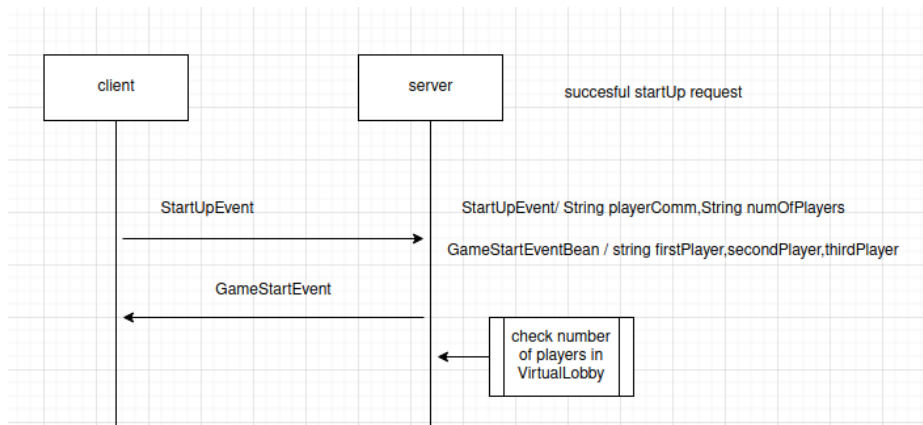 client
server
succesful startUp request
StartUpEvent
StartUpEvent/ String playerComm,String numOfPlayers
GameStartEventBean / string firstPlayer,secondPlayer,thirdPlayer
GameStartEvent
check number
of players in
VirtualLobby